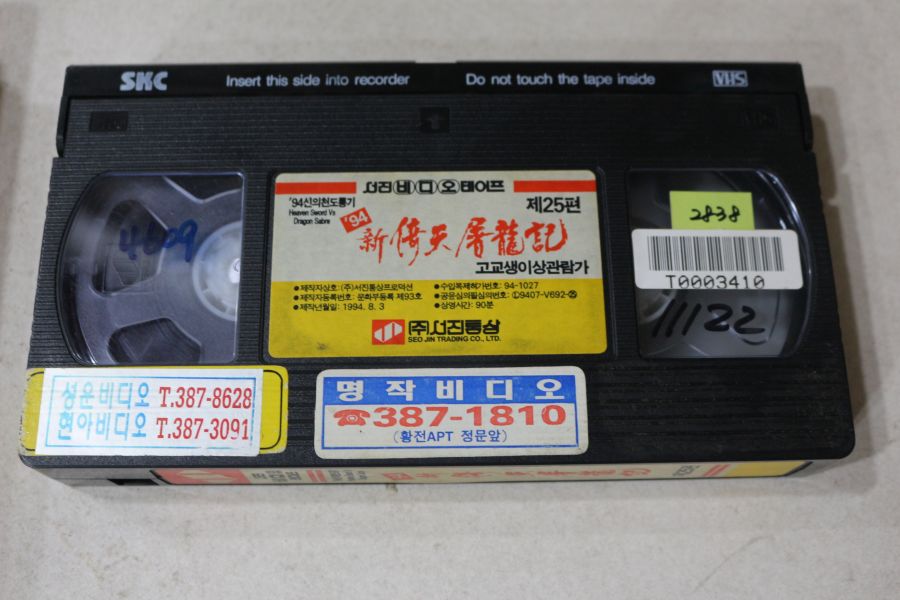 SKC
Insert this side into recorder
Do not touch the tape inside
VHS
서진비디오테이프
'94신의천도룡기
Heaven Sword Vs
Dragon Sabre
제25편
'94
新倚天屠龍記
고교생이상관람가
●제작자상호: (주)서진통상프로덕션
●제작자등록번호: 문화부등록 제93호
●제작년월일: 1994. 8. 3
●수입복제허가번호: 94-1027
●공윤심의필심의번호: ①9407-V692-㉕
●상영시간: 90분
(주)서진통상
SEO JIN TRADING CO., LTD.
4609
2838
T0003410
11122
성운비디오 T.387-8628
현아비디오 T.387-3091
명작비디오
☎387-1810
(황전APT 정문앞)